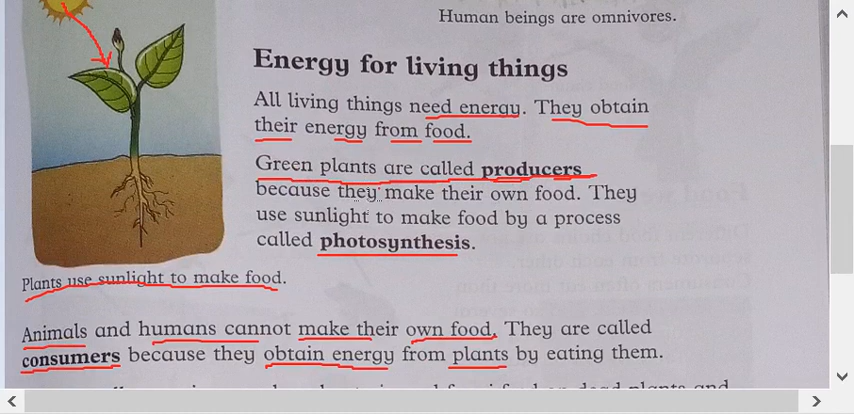 Human beings are omnivores.
Energy for living things
All living things need energy. They obtain
their energy from food.
Green plants are called producers
because they make their own food. They
use sunlight to make food by a process
called photosynthesis.
Plants use sunlight to make food.
Animals and humans cannot make their own food. They are called
consumers because they obtain energy from plants by eating them.
dead plants and